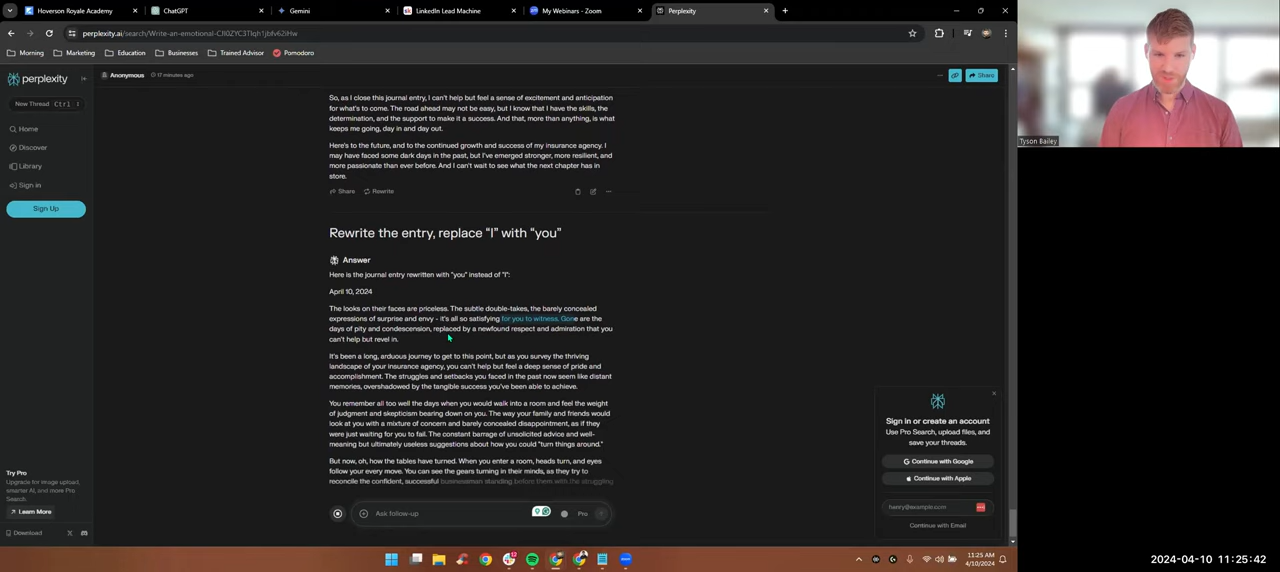 Hoverson Royale Academy
ChatGPT
Gemini
LinkedIn Lead Machine
My Webinars - Zoom
Perplexity
Morning
Marketing
Education
Businesses
Trained Advisor
Pomodoro
perplexity
Anonymous
17 minutes ago
Share
New Thread Ctrl I
Home
Discover
Library
Sign in
Sign Up
So, as I close this journal entry, I can't help but feel a sense of excitement and anticipation
for what's to come. The road ahead may not be easy, but I know that I have the skills, the
determination, and the support to make it a success. And that, more than anything, is what
keeps me going, day in and day out.
Here's to the future, and to the continued growth and success of my insurance agency. I
may have faced some dark days in the past, but I've emerged stronger, more resilient, and
more passionate than ever before. And I can't wait to see what the next chapter has in
store.
Share Rewrite
Rewrite the entry, replace “I” with “you”
Answer
Here is the journal entry rewritten with "you" instead of "I":
April 10, 2024
The looks on their faces are priceless. The subtle double-takes, the barely concealed
expressions of surprise and envy - it's all so satisfying for you to witness. Gone are the
days of pity and condescension, replaced by a newfound respect and admiration that you
can't help but revel in.
It's been a long, arduous journey to get to this point, but as you survey the thriving
landscape of your insurance agency, you can't help but feel a deep sense of pride and
accomplishment. The struggles and setbacks you faced in the past now seem like distant
memories, overshadowed by the tangible success you've been able to achieve.
You remember all too well the days when you would walk into a room and feel the weight
of judgment and skepticism bearing down on you. The way your family and friends would
look at you with a mixture of concern and barely concealed disappointment, as if they
were just waiting for you to fail. The constant barrage of unsolicited advice and well-
meaning but ultimately useless suggestions about how you could "turn things around."
But now, oh, how the tables have turned. When you enter a room, heads turn, and eyes
follow your every move. You can see the gears turning in their minds, as they try to
reconcile the confident, successful businessman standing before them with the struggling
Ask follow-up
Pro
Sign in or create an account
Use Pro Search, upload files, and
save your threads.
Continue with Google
Continue with Apple
henry@example.com
Continue with Email
Try Pro
Upgrade for image upload,
smarter AI, and more Pro
Search.
Learn More
Download
Tyson Bailey
11:25 AM
4/10/2024
2024-04-10 11:25:42